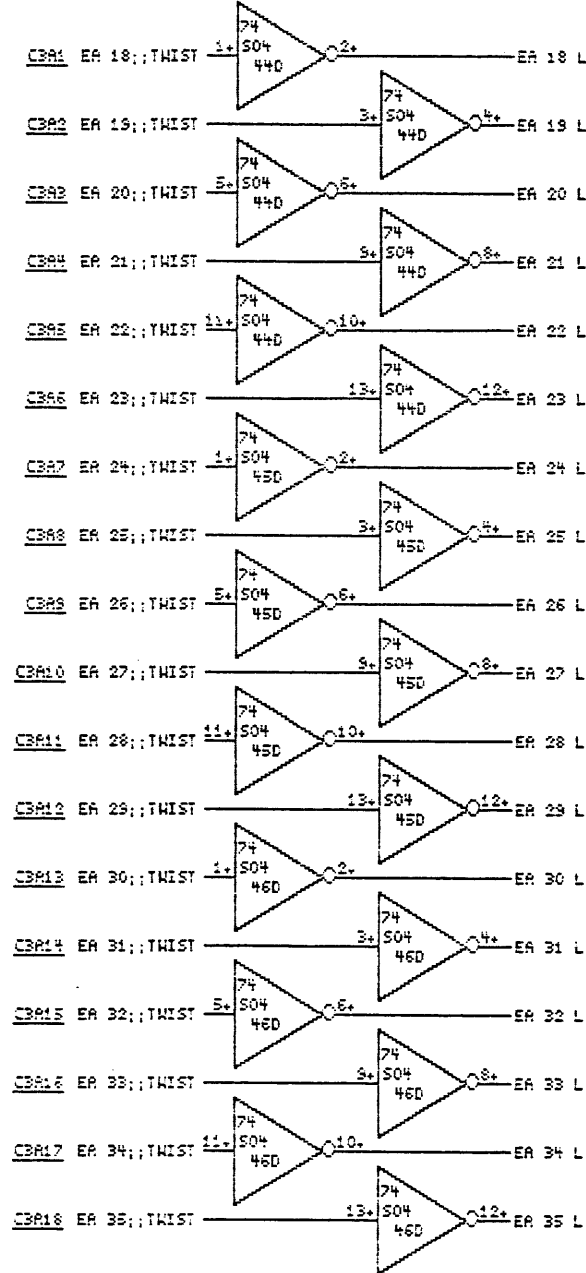 C3A1 EA 18;;TWIST 1+ 74 S04 44D 2+ EA 18 L
C3A2 EA 19;;TWIST 3+ 74 S04 44D 4+ EA 19 L
C3A3 EA 20;;TWIST 5+ 74 S04 44D 6+ EA 20 L
C3A4 EA 21;;TWIST 9+ 74 S04 44D 8+ EA 21 L
C3A5 EA 22;;TWIST 11+ 74 S04 44D 10+ EA 22 L
C3A6 EA 23;;TWIST 13+ 74 S04 44D 12+ EA 23 L
C3A7 EA 24;;TWIST 1+ 74 S04 45D 2+ EA 24 L
C3A8 EA 25;;TWIST 3+ 74 S04 45D 4+ EA 25 L
C3A9 EA 26;;TWIST 5+ 74 S04 45D 6+ EA 26 L
C3A10 EA 27;;TWIST 9+ 74 S04 45D 8+ EA 27 L
C3A11 EA 28;;TWIST 11+ 74 S04 45D 10+ EA 28 L
C3A12 EA 29;;TWIST 13+ 74 S04 45D 12+ EA 29 L
C3A13 EA 30;;TWIST 1+ 74 S04 46D 2+ EA 30 L
C3A14 EA 31;;TWIST 3+ 74 S04 46D 4+ EA 31 L
C3A15 EA 32;;TWIST 5+ 74 S04 46D 6+ EA 32 L
C3A16 EA 33;;TWIST 9+ 74 S04 46D 8+ EA 33 L
C3A17 EA 34;;TWIST 11+ 74 S04 46D 10+ EA 34 L
C3A18 EA 35;;TWIST 13+ 74 S04 46D 12+ EA 35 L